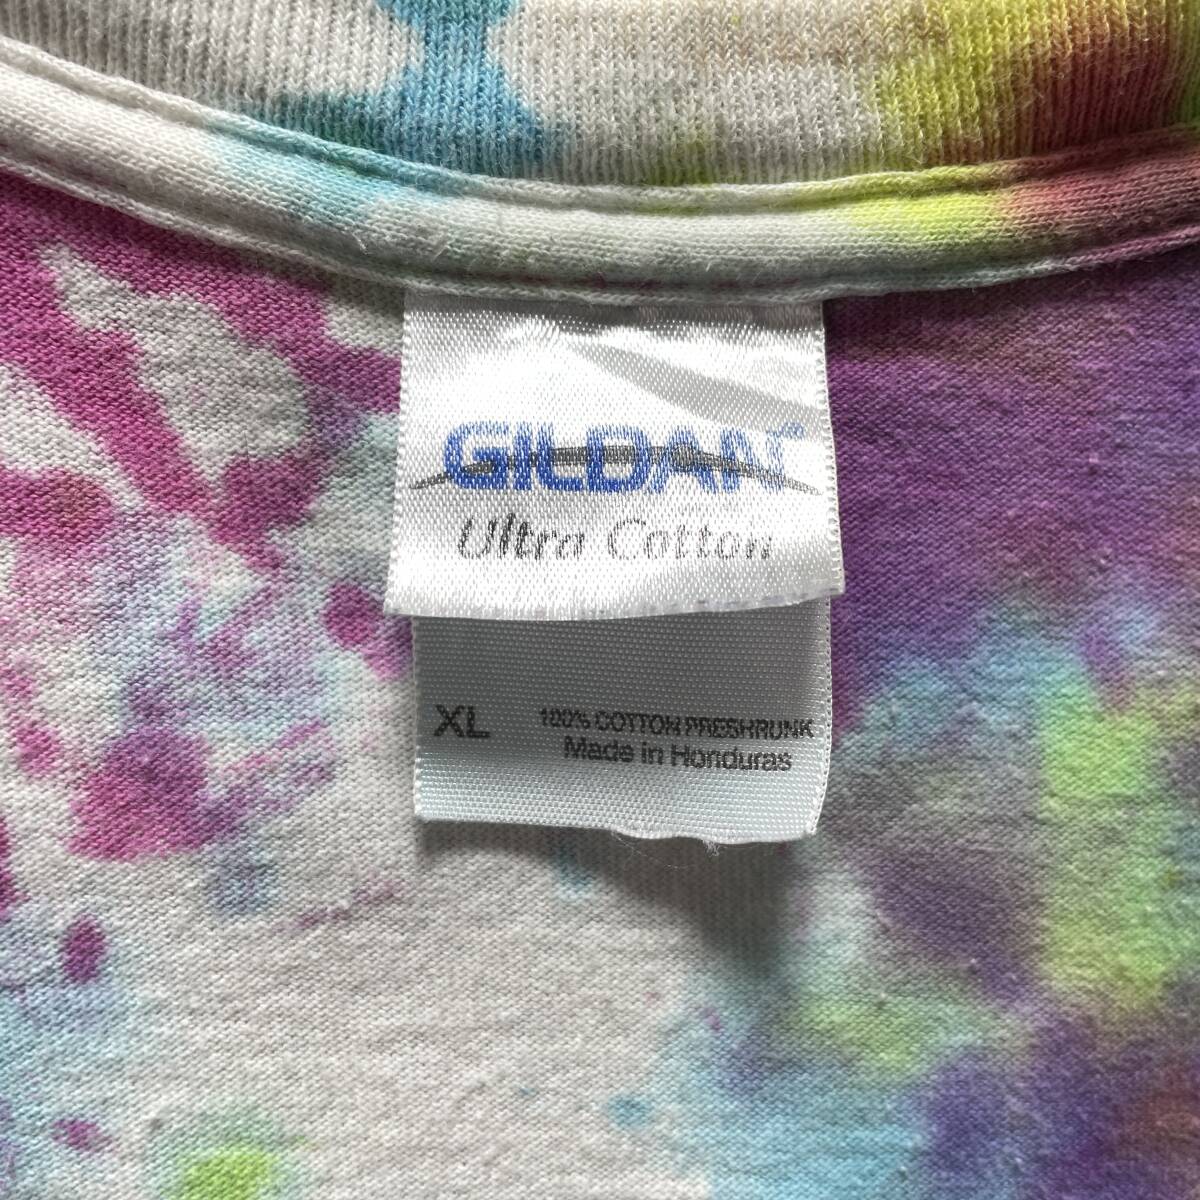 GILDAN®
Ultra Cotton
XL 100% COTTON PRESHRUNK
Made in Honduras